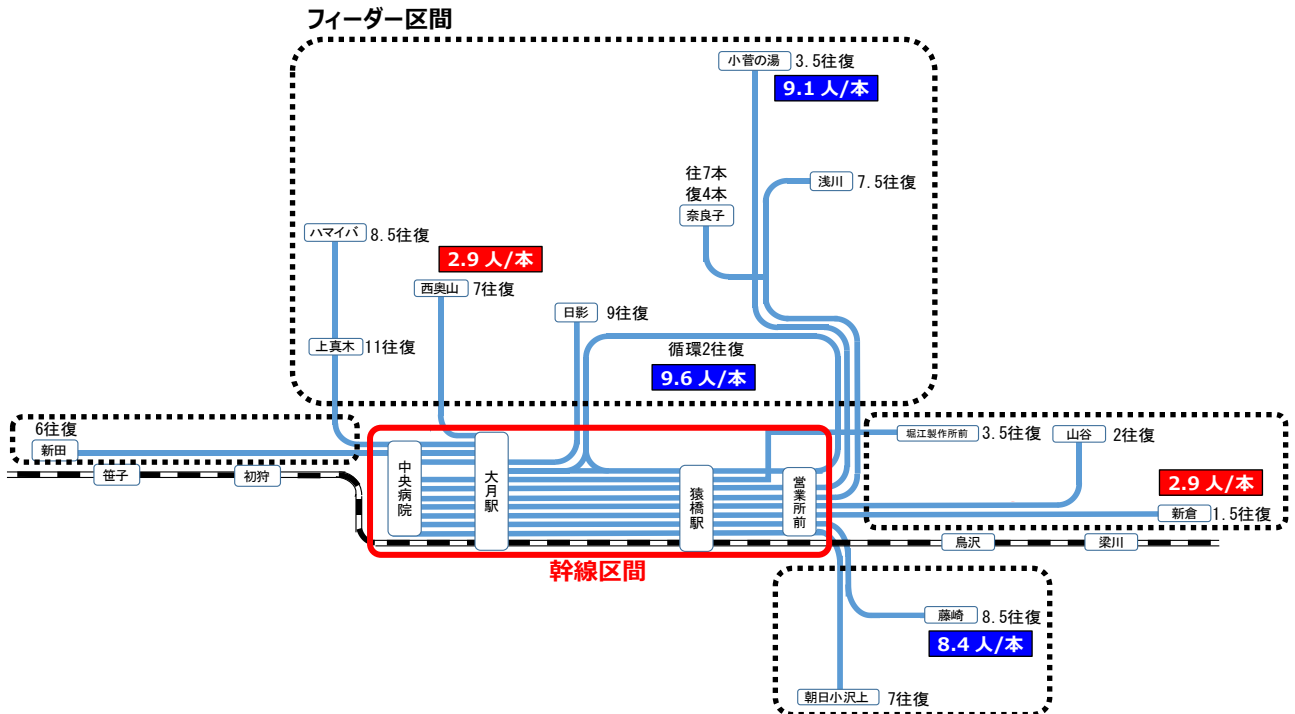 フィーダー区間
小菅の湯 3.5往復
9.1 人/本
往7本
復4本
奈良子
浅川 7.5往復
ハマイバ 8.5往復
2.9 人/本
西奥山 7往復
日影 9往復
上真木 11往復
循環2往復
9.6 人/本
6往復
新田
笹子
初狩
中央病院
大月駅
猿橋駅
営業所前
堀江製作所前 3.5往復
山谷 2往復
2.9 人/本
新倉 1.5往復
鳥沢
梁川
幹線区間
藤崎 8.5往復
8.4 人/本
朝日小沢上 7往復